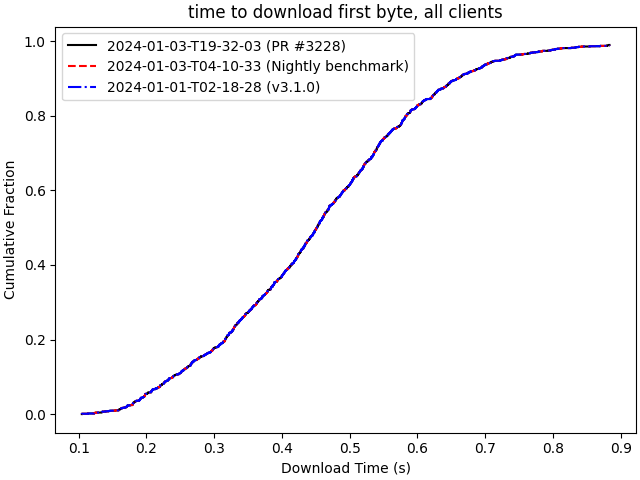 time to download first byte, all clients
2024-01-03-T19-32-03 (PR #3228)
2024-01-03-T04-10-33 (Nightly benchmark)
2024-01-01-T02-18-28 (v3.1.0)
Cumulative Fraction
1.0
0.8
0.6
0.4
0.2
0.0
0.1 0.2 0.3 0.4 0.5 0.6 0.7 0.8 0.9
Download Time (s)